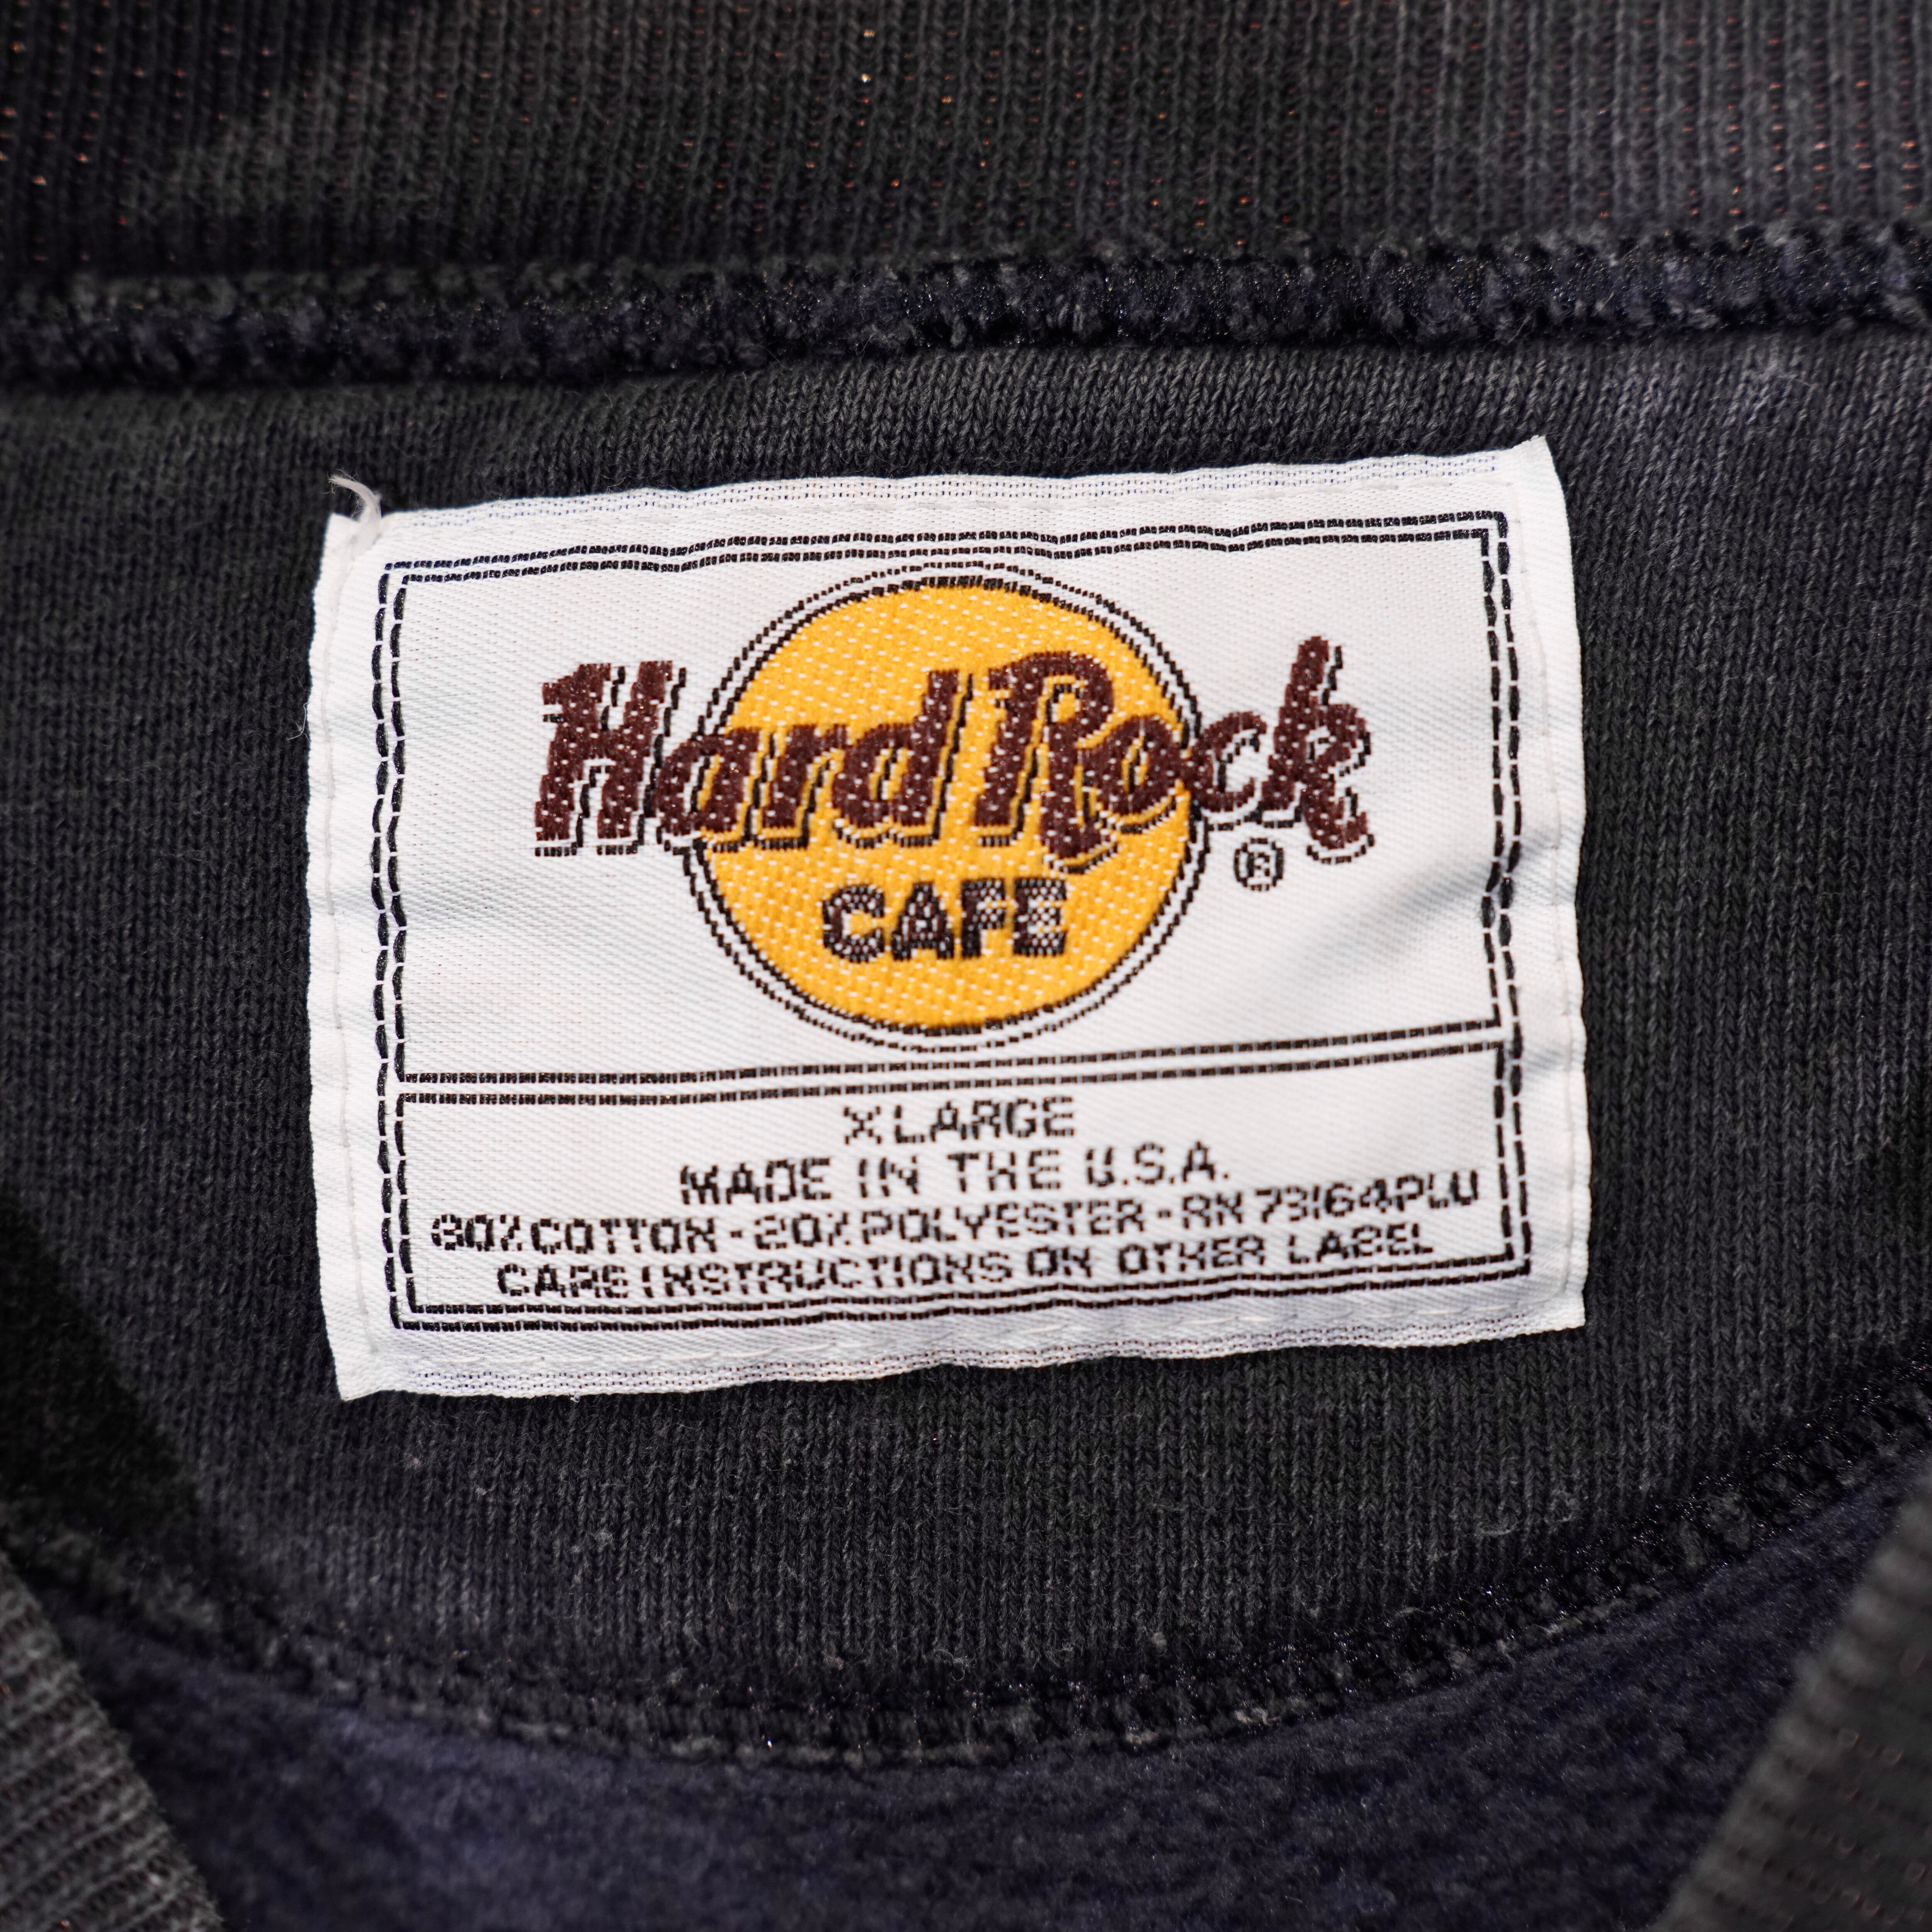 Hard Rock ®
CAFE
X LARGE
MADE IN THE U.S.A.
80% COTTON - 20% POLYESTER - RN 73164PLU
CARE INSTRUCTIONS ON OTHER LABEL